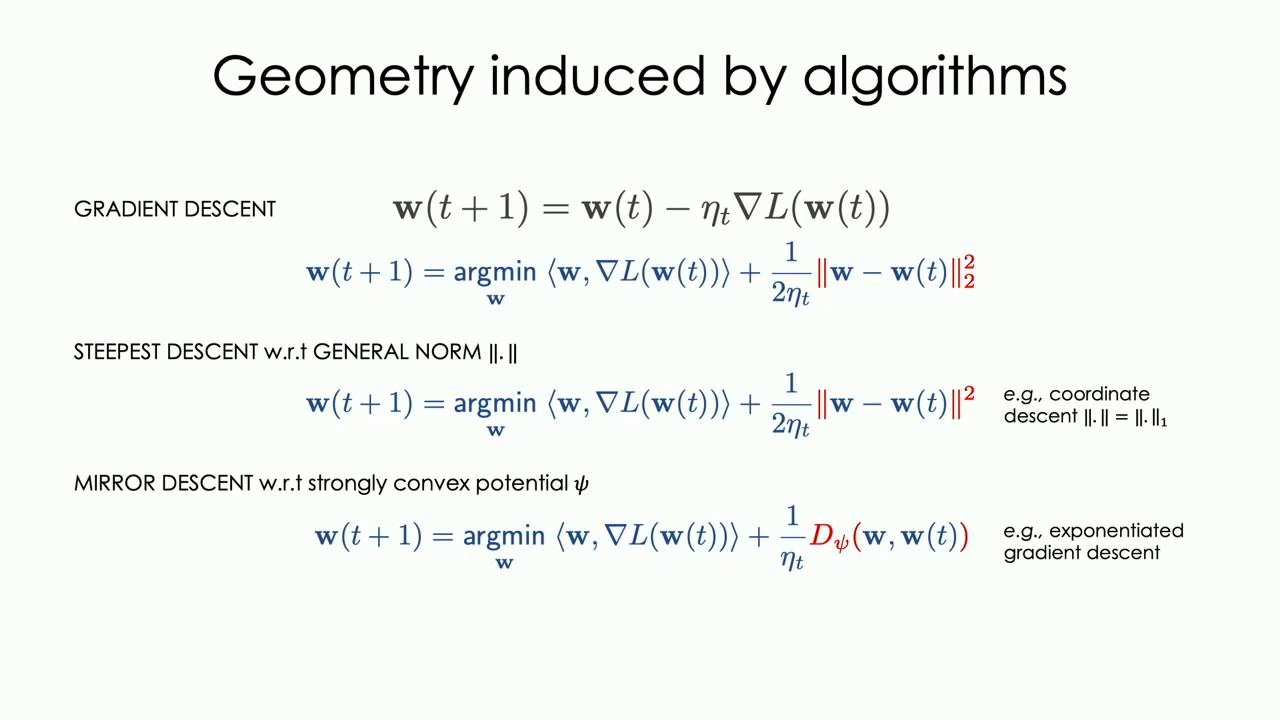 Geometry induced by algorithms
GRADIENT DESCENT w(t + 1) = w(t) − η_t∇L(w(t))
w(t + 1) = argmin_w ⟨w, ∇L(w(t))⟩ + 1/(2η_t) ‖w − w(t)‖₂²
STEEPEST DESCENT w.r.t GENERAL NORM ‖.‖
w(t + 1) = argmin_w ⟨w, ∇L(w(t))⟩ + 1/(2η_t) ‖w − w(t)‖²
e.g., coordinate
descent ‖.‖ = ‖.‖₁
MIRROR DESCENT w.r.t strongly convex potential ψ
w(t + 1) = argmin_w ⟨w, ∇L(w(t))⟩ + 1/η_t D_ψ(w, w(t))
e.g., exponentiated
gradient descent